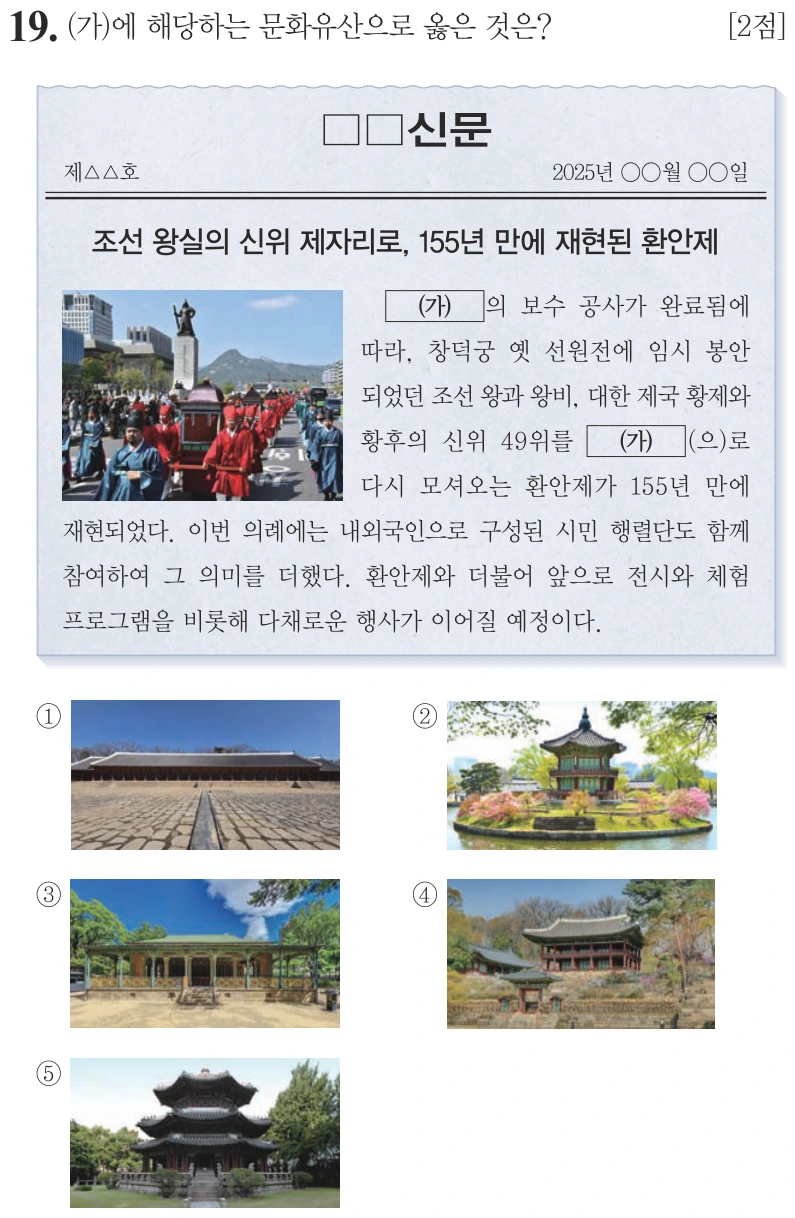 19. (가)에 해당하는 문화유산으로 옳은 것은? [2점]
□□신문
제△△호 2025년 ○○월 ○○일
조선 왕실의 신위 제자리로, 155년 만에 재현된 환안제
(가)의 보수 공사가 완료됨에
따라, 창덕궁 옛 선원전에 임시 봉안
되었던 조선 왕과 왕비, 대한 제국 황제와
황후의 신위 49위를 (가)(으)로
다시 모셔오는 환안제가 155년 만에
재현되었다. 이번 의례에는 내외국인으로 구성된 시민 행렬단도 함께
참여하여 그 의미를 더했다. 환안제와 더불어 앞으로 전시와 체험
프로그램을 비롯해 다채로운 행사가 이어질 예정이다.
①
②
③
④
⑤